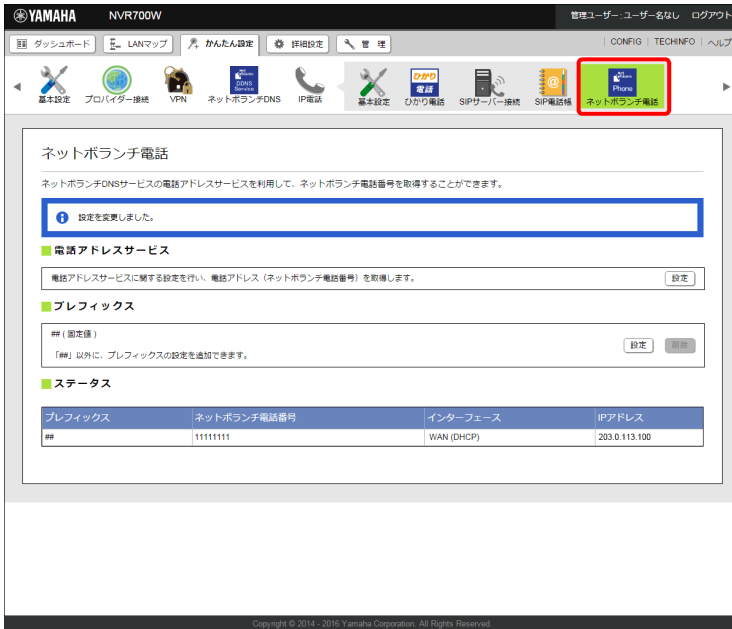 YAMAHA NVR700W 管理ユーザー:ユーザー名なし ログアウト
ダッシュボード LANマップ かんたん設定 詳細設定 管 理 CONFIG | TECHINFO | ヘルプ
DDNS Service ひかり電話 @ Phone
基本設定 プロバイダー接続 VPN ネットボランチDNS IP電話 基本設定 ひかり電話 SIPサーバー接続 SIP電話帳 ネットボランチ電話
ネットボランチ電話
ネットボランチDNSサービスの電話アドレスサービスを利用して、ネットボランチ電話番号を取得することができます。
設定を変更しました。
電話アドレスサービス
電話アドレスサービスに関する設定を行い、電話アドレス（ネットボランチ電話番号）を取得します。 設定
プレフィックス
## ( 固定値 )
「##」以外に、プレフィックスの設定を追加できます。 設定 削除
ステータス
プレフィックス ネットボランチ電話番号 インターフェース IPアドレス
## 11111111 WAN (DHCP) 203.0.113.100
Copyright © 2014 - 2016 Yamaha Corporation. All Rights Reserved.